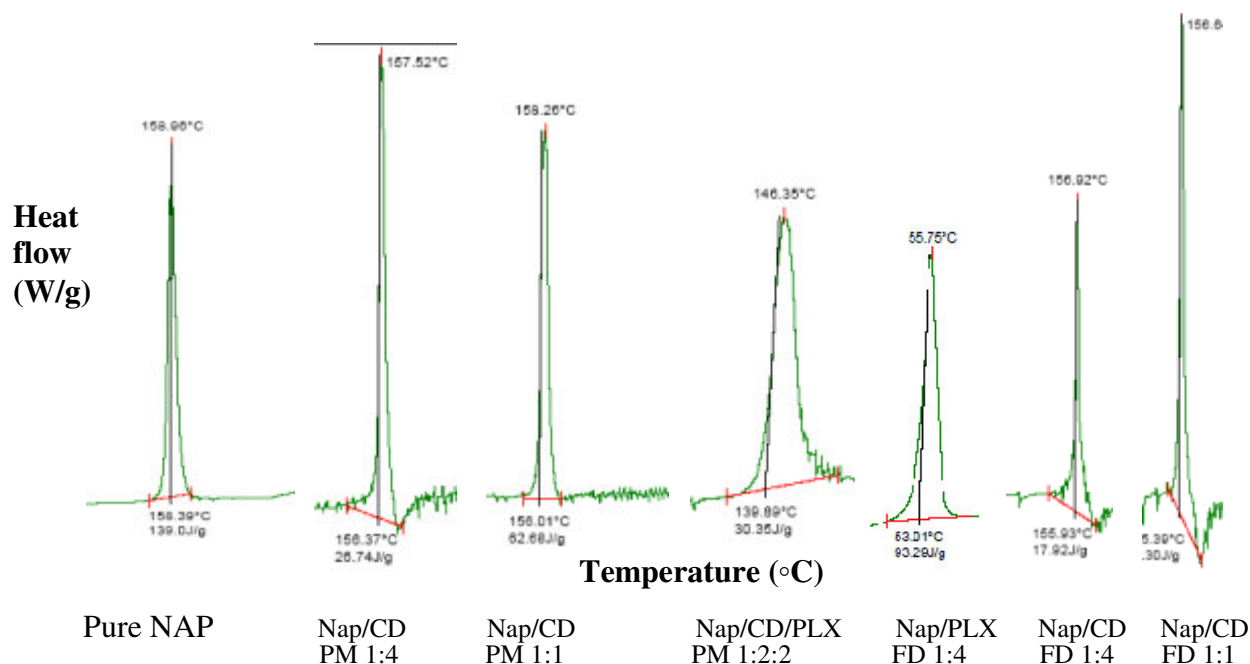 158.96°C
157.52°C
158.26°C
146.35°C
55.75°C
156.92°C
Heat
flow
(W/g)
158.39°C
139.0J/g
156.37°C
26.74J/g
158.01°C
62.68J/g
139.89°C
30.35J/g
53.01°C
93.29J/g
155.93°C
17.92J/g
Temperature (°C)
Pure NAP
Nap/CD
PM 1:4
Nap/CD
PM 1:1
Nap/CD/PLX
PM 1:2:2
Nap/PLX
FD 1:4
Nap/CD
FD 1:4
Nap/CD
FD 1:1